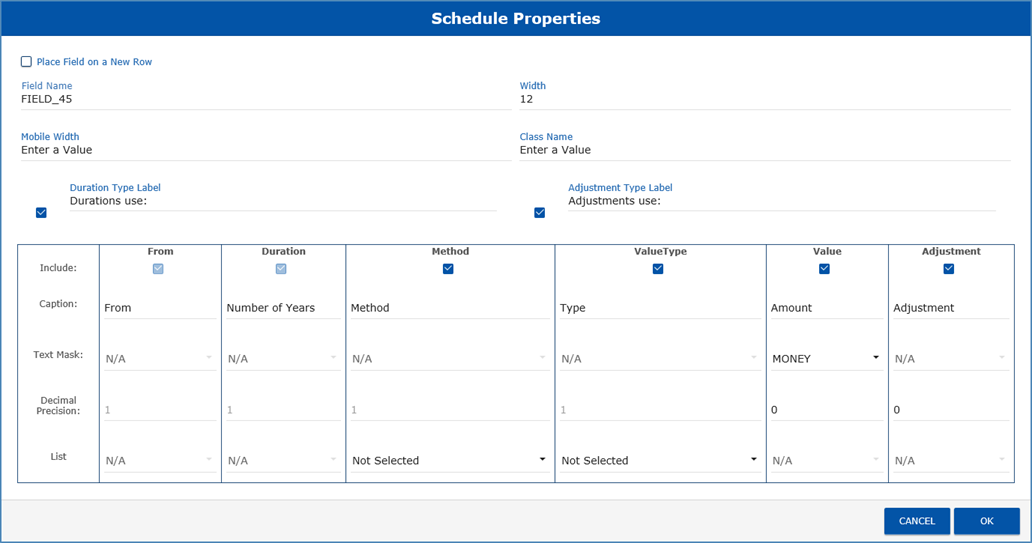 Schedule Properties
Place Field on a New Row
Field Name Width
FIELD_45 12
Mobile Width Class Name
Enter a Value Enter a Value
Duration Type Label Adjustment Type Label
Durations use: Adjustments use:
From Duration Method ValueType Value Adjustment
Include:
Caption: From Number of Years Method Type Amount Adjustment
Text Mask: N/A N/A N/A N/A MONEY N/A
Decimal
Precision: 1 1 1 1 0 0
List N/A N/A Not Selected Not Selected N/A N/A
CANCEL OK